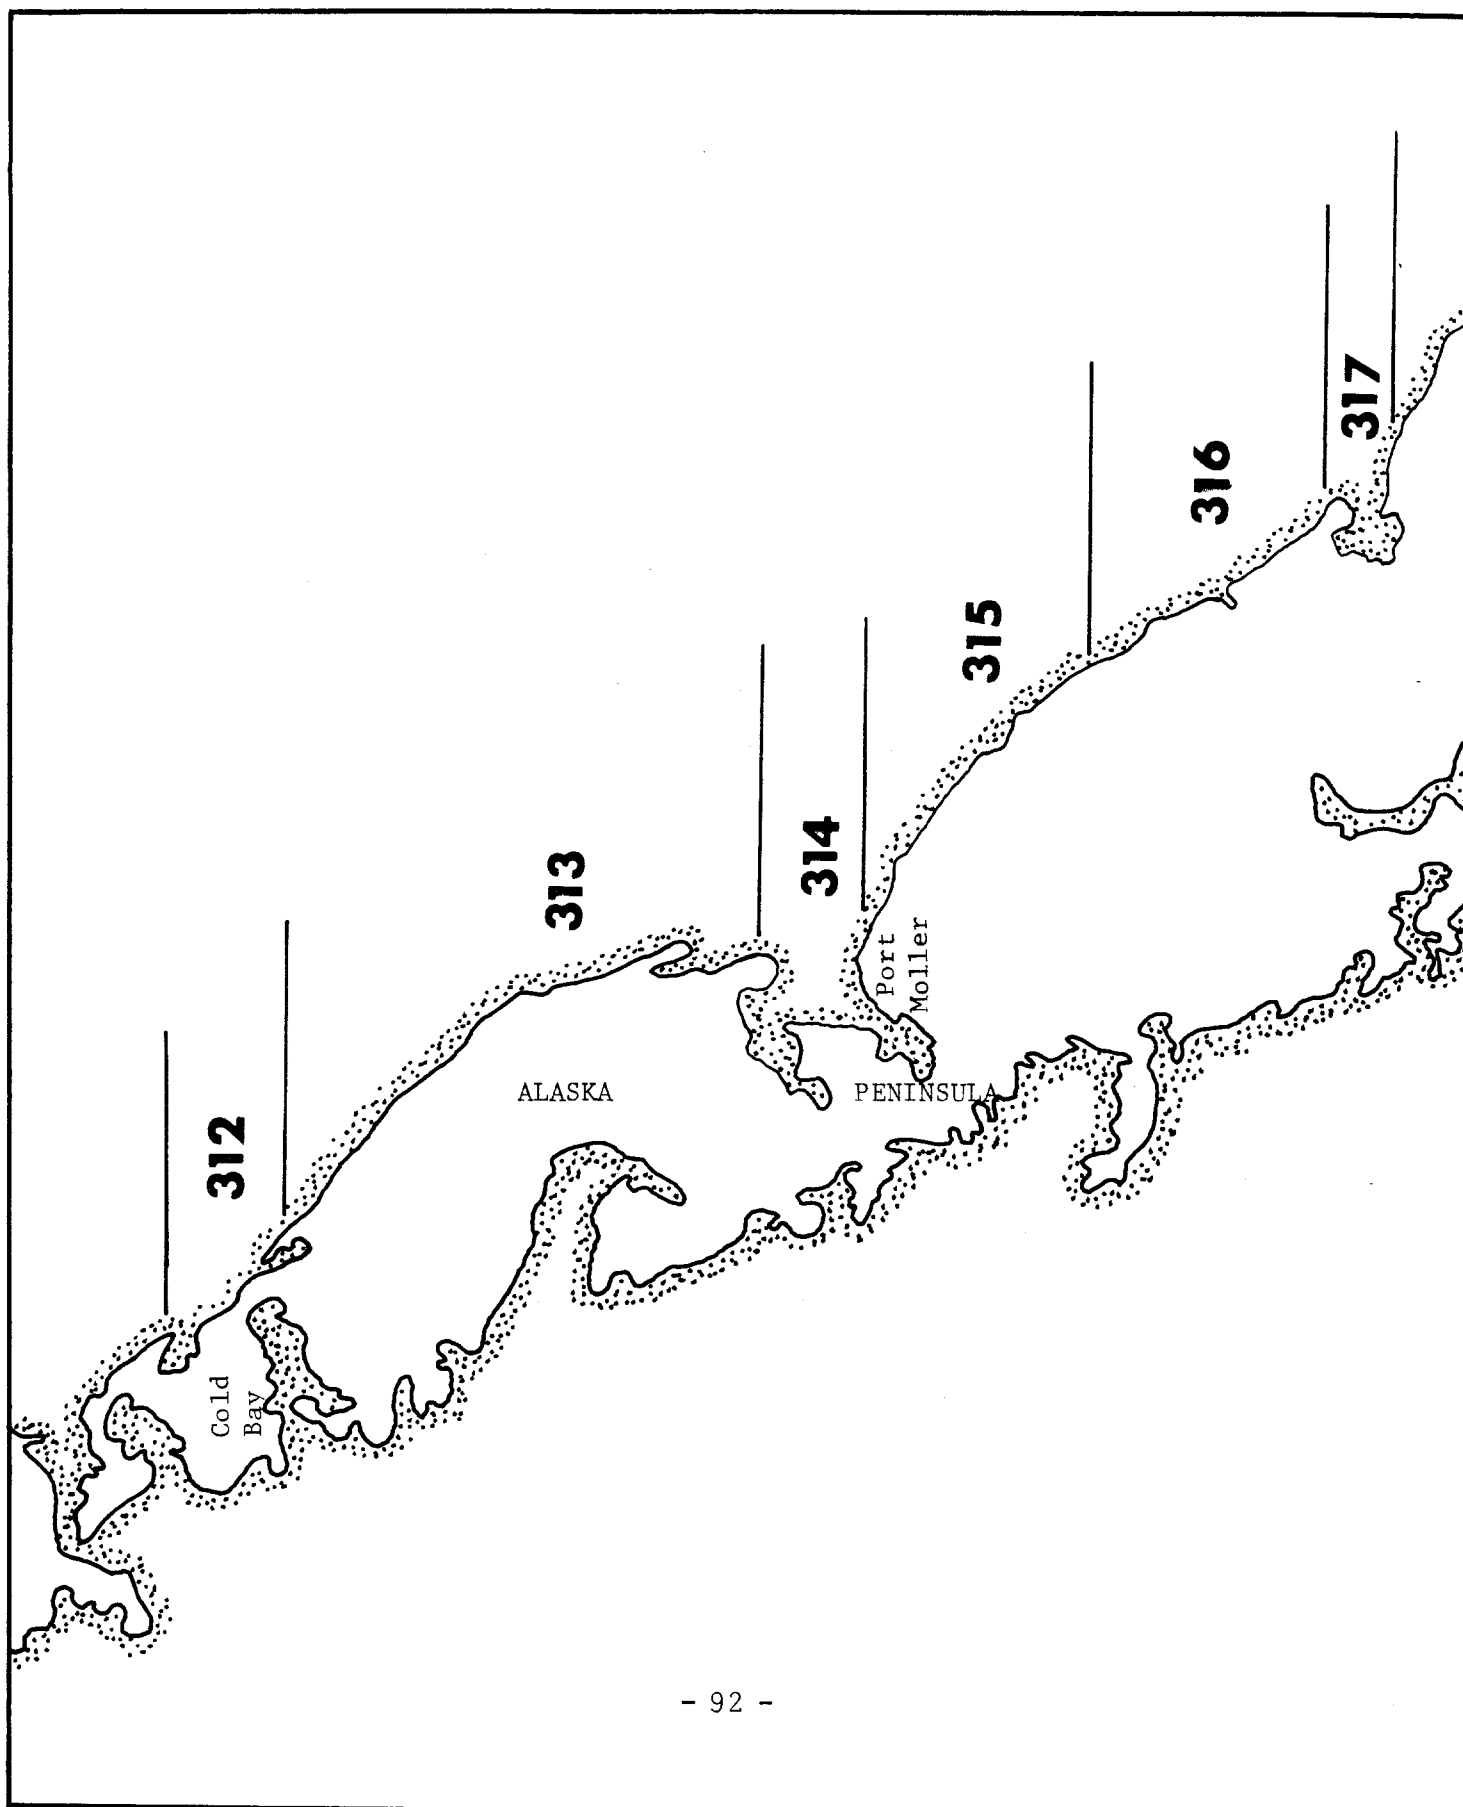 317
316
315
314
313
Port
Moller
ALASKA
PENINSULA
312
Cold
Bay
- 92 -